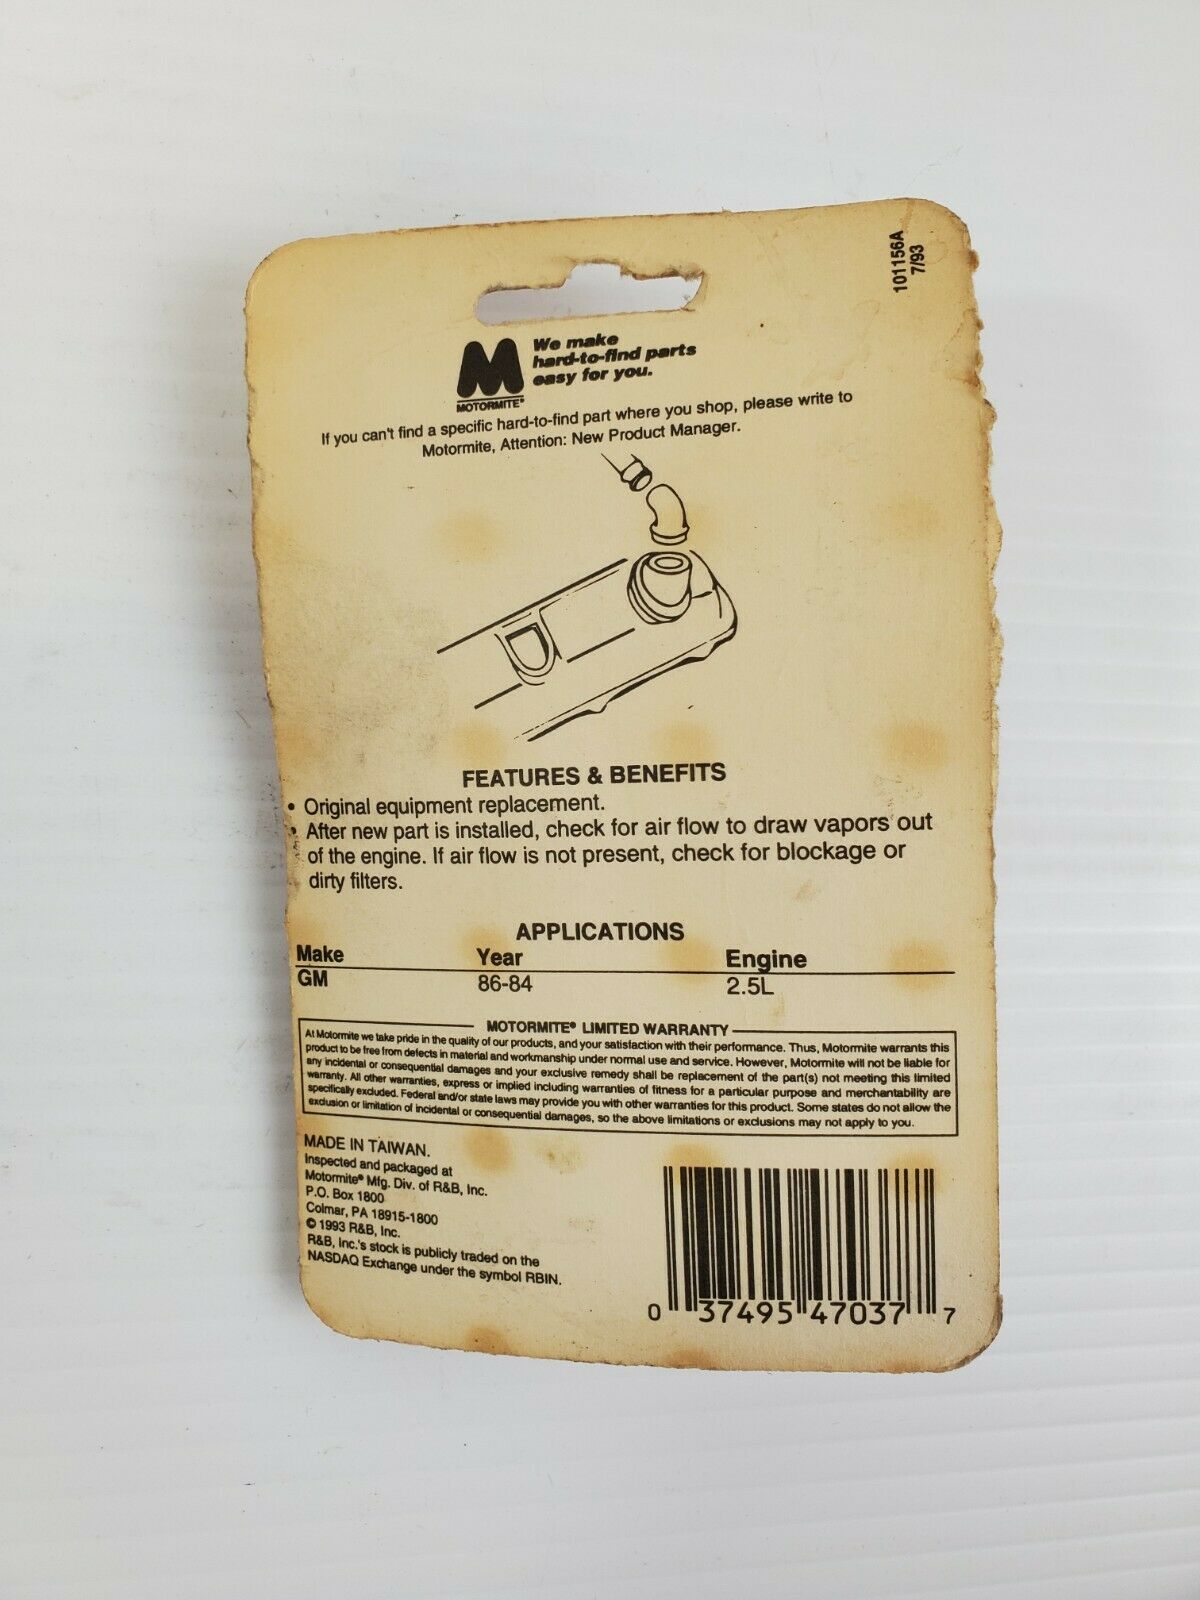 101156A
7/93
We make
hard-to-find parts
easy for you.
MOTORMITE®
If you can't find a specific hard-to-find part where you shop, please write to
Motormite, Attention: New Product Manager.
FEATURES & BENEFITS
• Original equipment replacement.
• After new part is installed, check for air flow to draw vapors out
of the engine. If air flow is not present, check for blockage or
dirty filters.
APPLICATIONS
Make Year Engine
GM 86-84 2.5L
MOTORMITE® LIMITED WARRANTY
At Motormite we take pride in the quality of our products, and your satisfaction with their performance. Thus, Motormite warrants this
product to be free from defects in material and workmanship under normal use and service. However, Motormite will not be liable for
any incidental or consequential damages and your exclusive remedy shall be replacement of the part(s) not meeting this limited
warranty. All other warranties, express or implied including warranties of fitness for a particular purpose and merchantability are
specifically excluded. Federal and/or state laws may provide you with other warranties for this product. Some states do not allow the
exclusion or limitation of incidental or consequential damages, so the above limitations or exclusions may not apply to you.
MADE IN TAIWAN.
Inspected and packaged at
Motormite® Mfg. Div. of R&B, Inc.
P.O. Box 1800
Colmar, PA 18915-1800
© 1993 R&B, Inc.
R&B, Inc.'s stock is publicly traded on the
NASDAQ Exchange under the symbol RBIN.
0 37495 47037 7